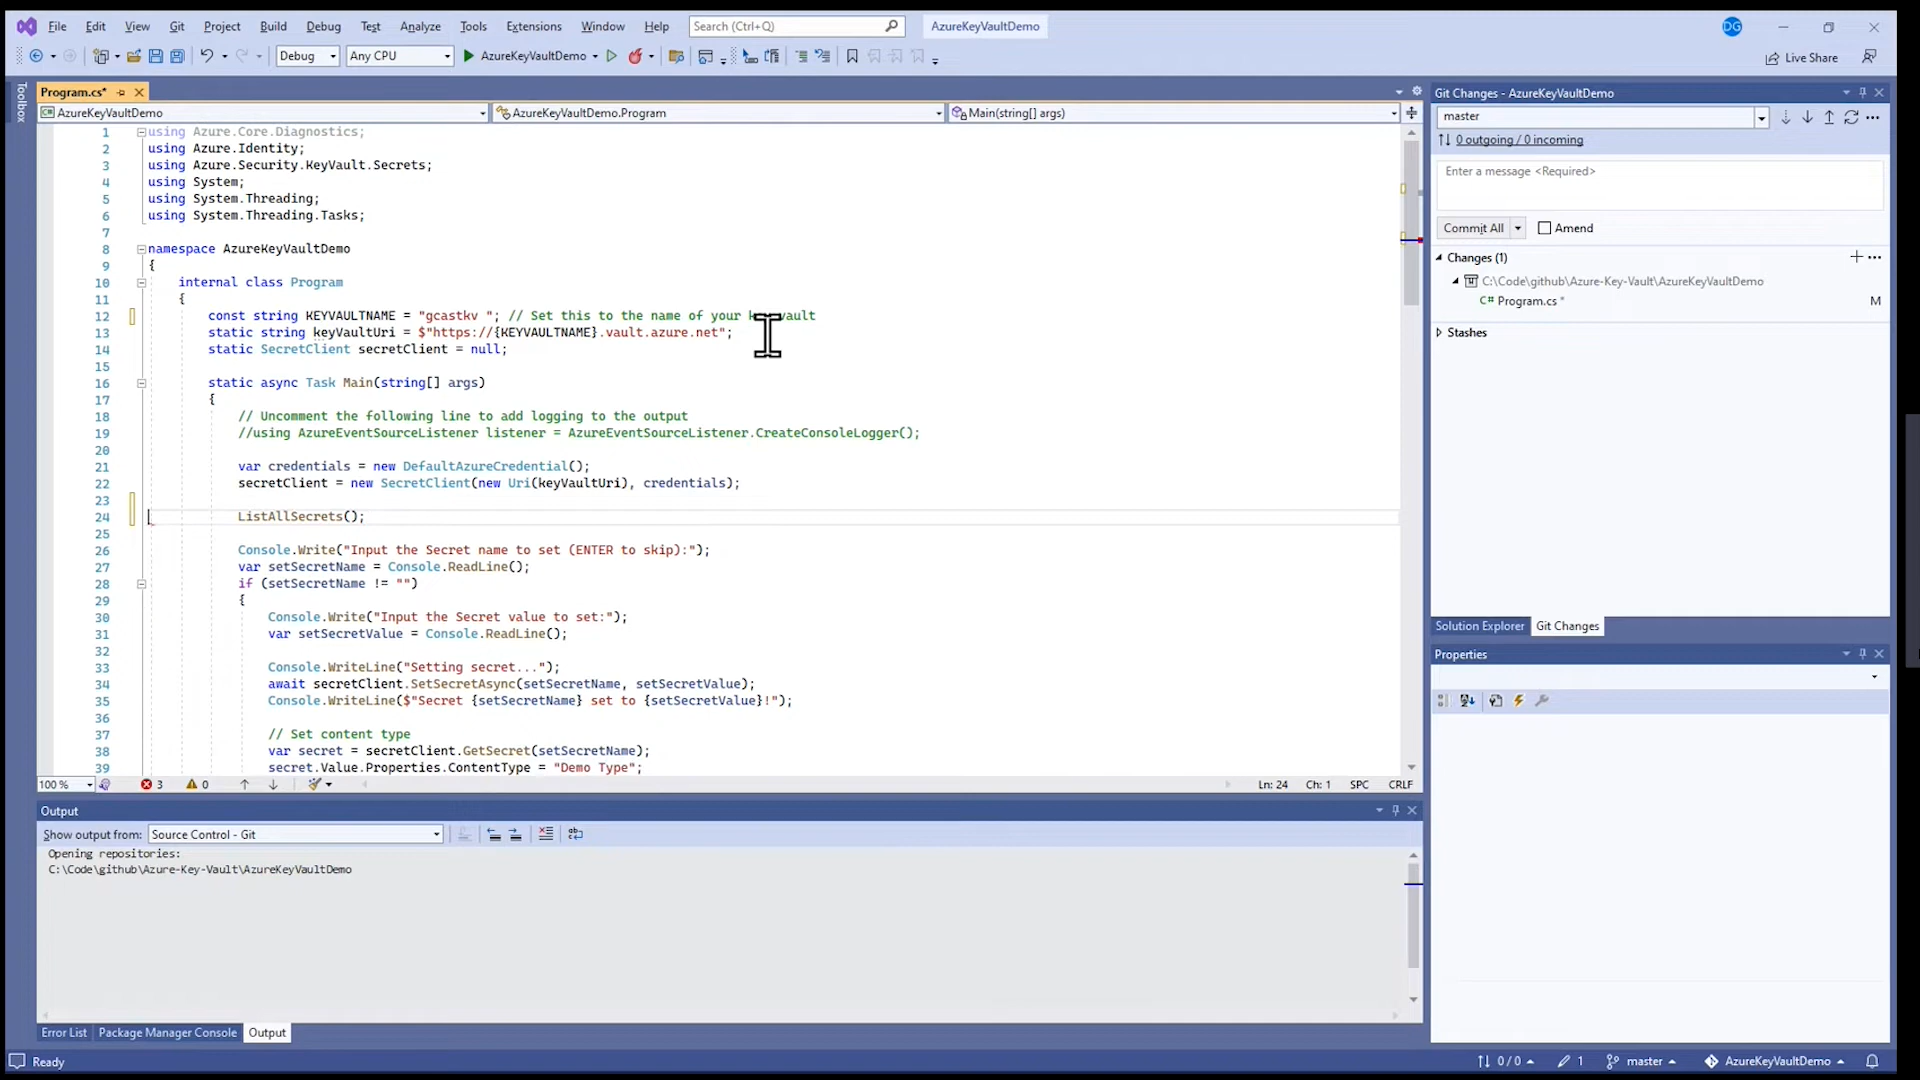 File Edit View Git Project Build Debug Test Analyze Tools Extensions Window Help Search (Ctrl+Q) AzureKeyVaultDemo DG
Debug Any CPU AzureKeyVaultDemo Live Share
Toolbox
Program.cs*
AzureKeyVaultDemo AzureKeyVaultDemo.Program Main(string[] args)
1 using Azure.Core.Diagnostics;
2 using Azure.Identity;
3 using Azure.Security.KeyVault.Secrets;
4 using System;
5 using System.Threading;
6 using System.Threading.Tasks;
7
8 namespace AzureKeyVaultDemo
9 {
10 internal class Program
11 {
12 const string KEYVAULTNAME = "gcastkv "; // Set this to the name of your vault
13 static string keyVaultUri = $"https://{KEYVAULTNAME}.vault.azure.net";
14 static SecretClient secretClient = null;
15
16 static async Task Main(string[] args)
17 {
18 // Uncomment the following line to add logging to the output
19 //using AzureEventSourceListener listener = AzureEventSourceListener.CreateConsoleLogger();
20
21 var credentials = new DefaultAzureCredential();
22 secretClient = new SecretClient(new Uri(keyVaultUri), credentials);
23
24 ListAllSecrets();
25
26 Console.Write("Input the Secret name to set (ENTER to skip):");
27 var setSecretName = Console.ReadLine();
28 if (setSecretName != "")
29 {
30 Console.Write("Input the Secret value to set:");
31 var setSecretValue = Console.ReadLine();
32
33 Console.WriteLine("Setting secret...");
34 await secretClient.SetSecretAsync(setSecretName, setSecretValue);
35 Console.WriteLine($"Secret {setSecretName} set to {setSecretValue}!");
36
37 // Set content type
38 var secret = secretClient.GetSecret(setSecretName);
39 secret.Value.Properties.ContentType = "Demo Type";
100 % 3 0 Ln: 24 Ch: 1 SPC CRLF
Output
Show output from: Source Control - Git
Opening repositories:
C:\Code\github\Azure-Key-Vault\AzureKeyVaultDemo
Error List Package Manager Console Output
Git Changes - AzureKeyVaultDemo
master
0 outgoing / 0 incoming
Enter a message <Required>
Commit All Amend
Changes (1)
C:\Code\github\Azure-Key-Vault\AzureKeyVaultDemo
C# Program.cs * M
Stashes
Solution Explorer Git Changes
Properties
Ready 0 / 0 1 master AzureKeyVaultDemo